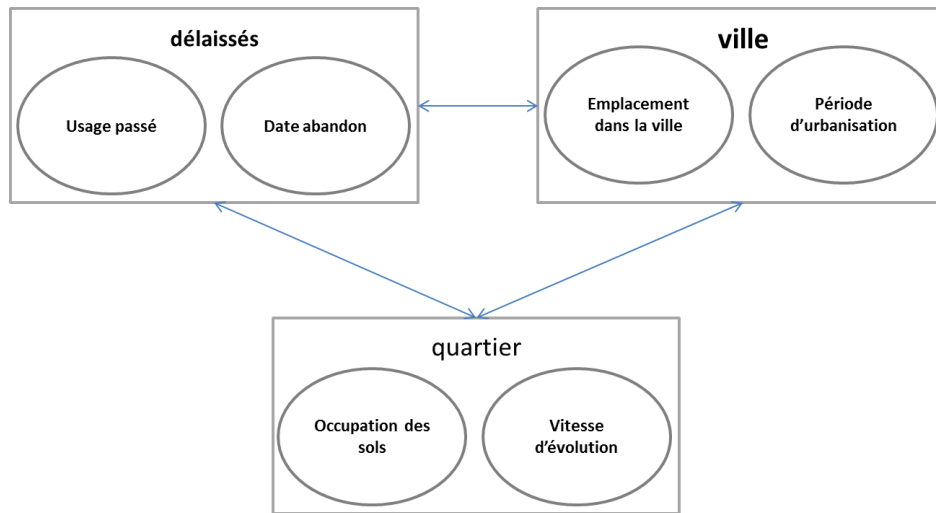 délaissés
Usage passé
Date abandon
ville
Emplacement
dans la ville
Période
d'urbanisation
quartier
Occupation des
sols
Vitesse
d'évolution